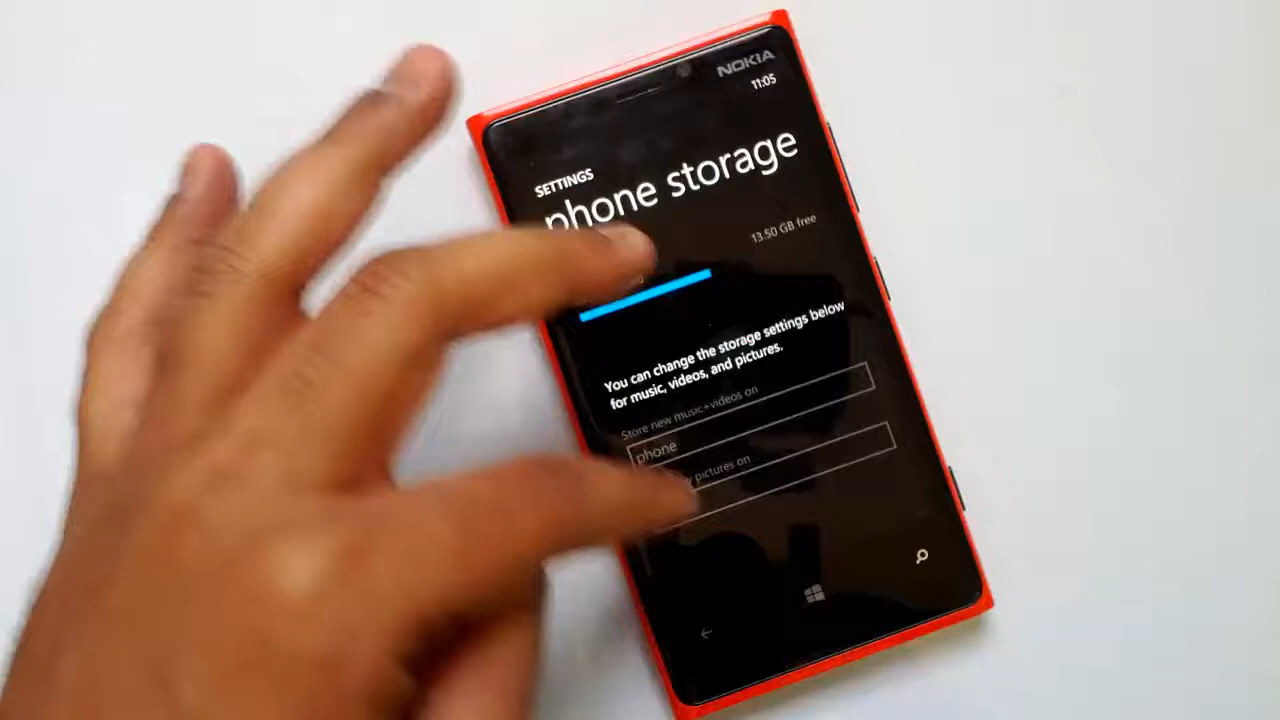 NOKIA
11:05
SETTINGS
phone storage
13.50 GB free
You can change the storage settings below
for music, videos, and pictures.
Store new music+videos on
phone
pictures on